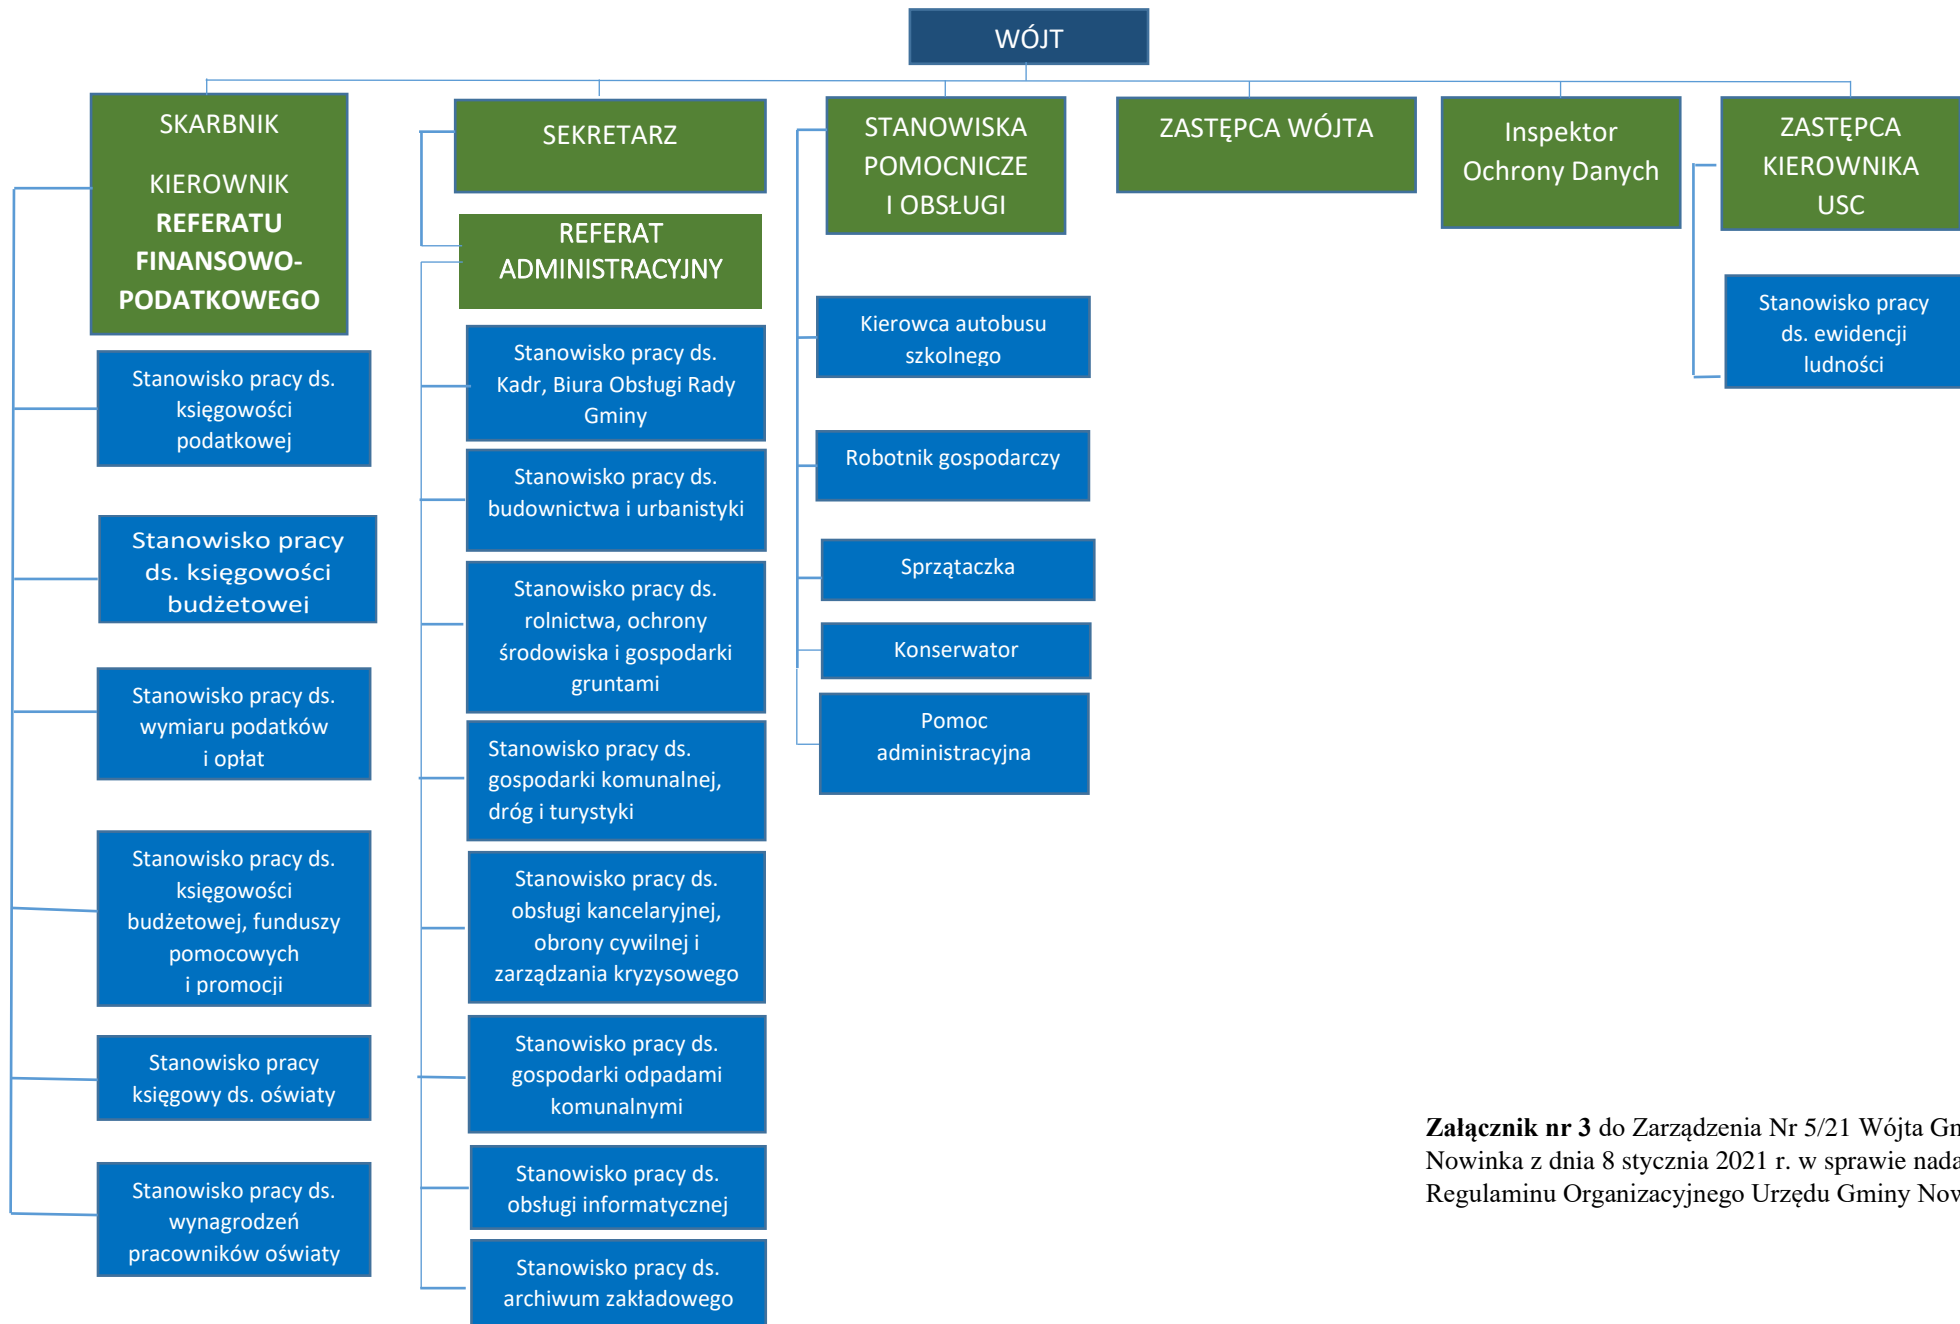 WÓJT
SKARBNIK
KIEROWNIK
REFERATU
FINANSOWO-
PODATKOWEGO
Stanowisko pracy ds.
księgowości
podatkowej
Stanowisko pracy
ds. księgowości
budżetowej
Stanowisko pracy ds.
wymiaru podatków
i opłat
Stanowisko pracy ds.
księgowości
budżetowej, funduszy
pomocowych
i promocji
Stanowisko pracy
księgowy ds. oświaty
Stanowisko pracy ds.
wynagrodzeń
pracowników oświaty
SEKRETARZ
REFERAT
ADMINISTRACYJNY
Stanowisko pracy ds.
Kadr, Biura Obsługi Rady
Gminy
Stanowisko pracy ds.
budownictwa i urbanistyki
Stanowisko pracy ds.
rolnictwa, ochrony
środowiska i gospodarki
gruntami
Stanowisko pracy ds.
gospodarki komunalnej,
dróg i turystyki
Stanowisko pracy ds.
obsługi kancelaryjnej,
obrony cywilnej i
zarządzania kryzysowego
Stanowisko pracy ds.
gospodarki odpadami
komunalnymi
Stanowisko pracy ds.
obsługi informatycznej
Stanowisko pracy ds.
archiwum zakładowego
STANOWISKA
POMOCNICZE
I OBSŁUGI
Kierowca autobusu
szkolnego
Robotnik gospodarczy
Sprzątaczka
Konserwator
Pomoc
administracyjna
ZASTĘPCA WÓJTA
Inspektor
Ochrony Danych
ZASTĘPCA
KIEROWNIKA
USC
Stanowisko pracy
ds. ewidencji
ludności
Załącznik nr 3 do Zarządzenia Nr 5/21 Wójta
Nowinka z dnia 8 stycznia 2021 r. w sprawie
Regulaminu Organizacyjnego Urzędu Gminy